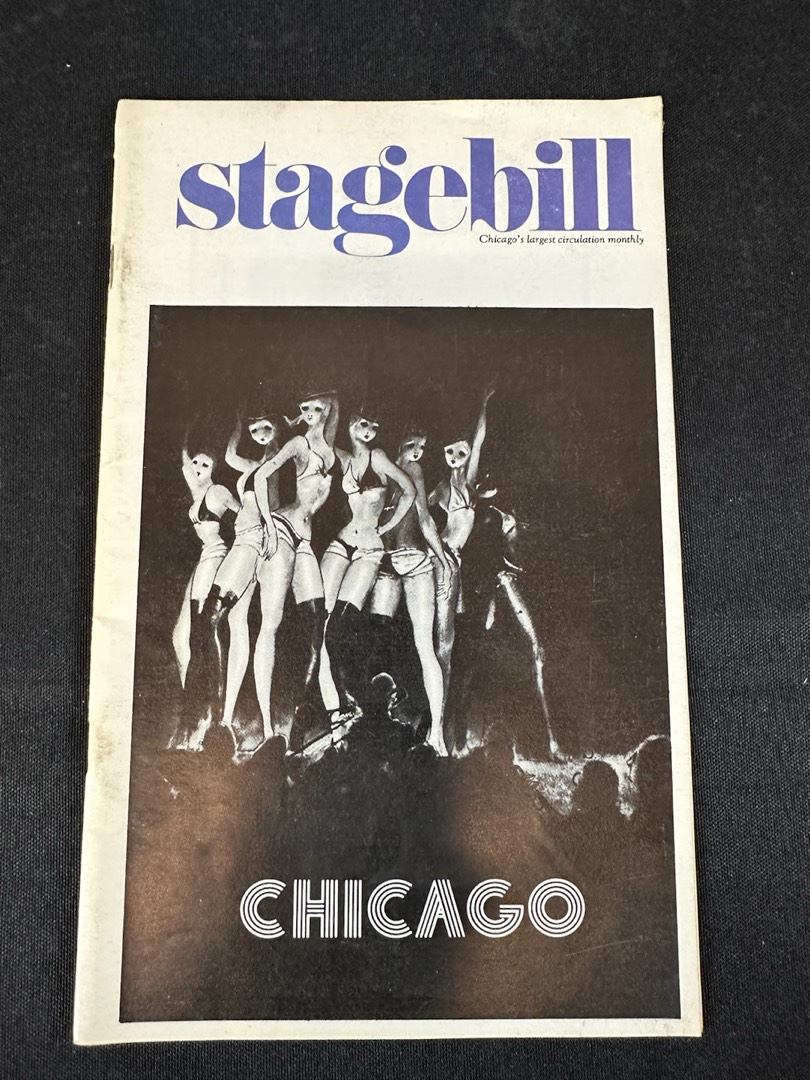 stagebill
Chicago's largest circulation monthly
CHICAGO